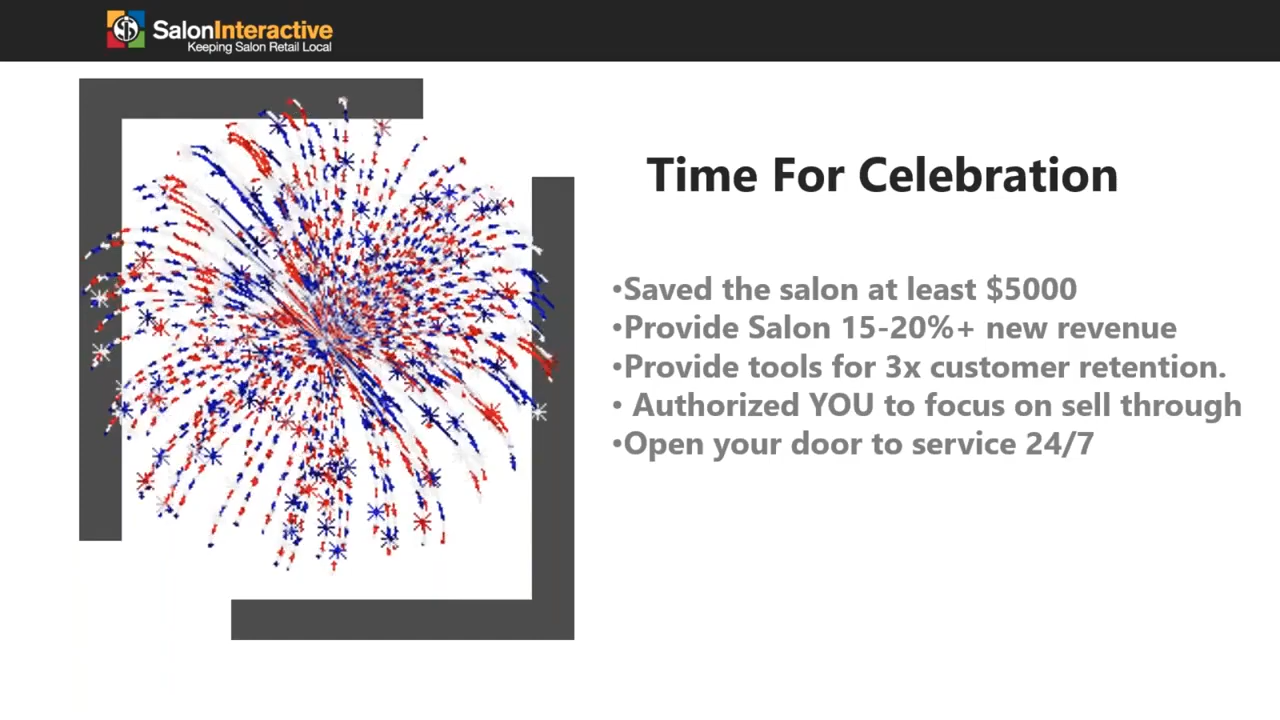 SalonInteractive
Keeping Salon Retail Local
Time For Celebration
•Saved the salon at least $5000
•Provide Salon 15-20%+ new revenue
•Provide tools for 3x customer retention.
• Authorized YOU to focus on sell through
•Open your door to service 24/7